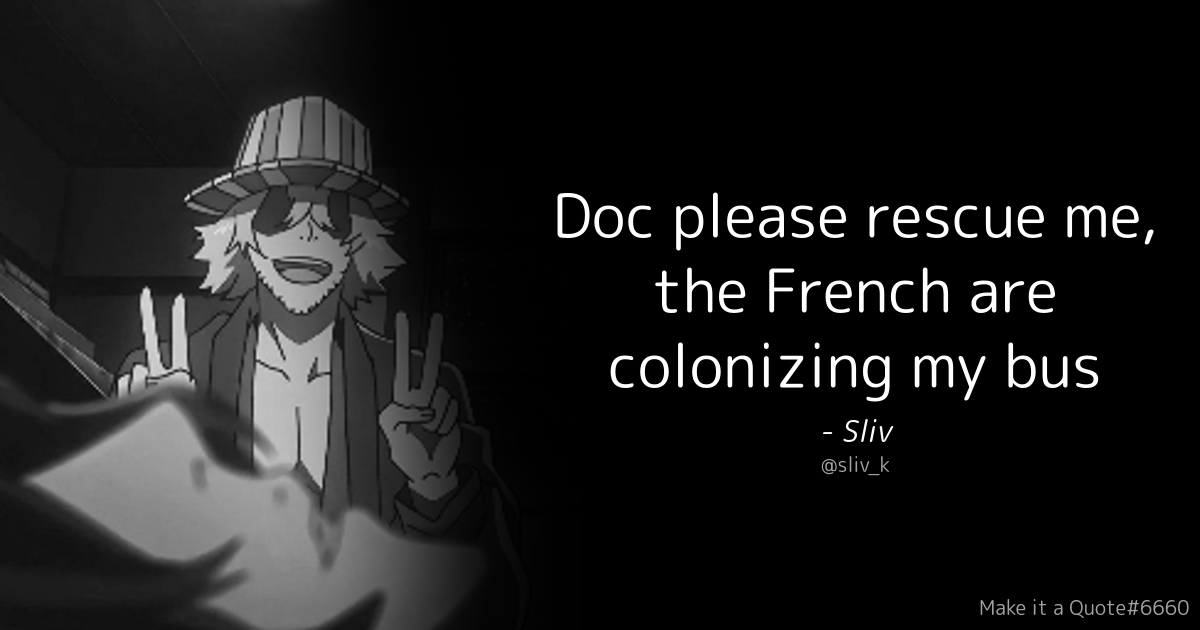 Doc please rescue me,
the French are
colonizing my bus
- Sliv
@sliv_k
Make it a Quote#6660